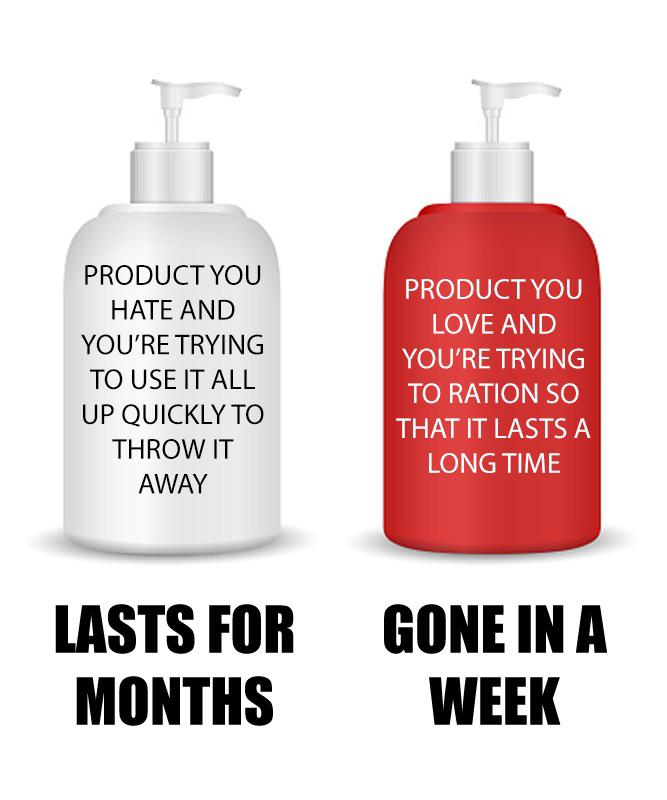 PRODUCT YOU
HATE AND
YOU’RE TRYING
TO USE IT ALL
UP QUICKLY TO
THROW IT
AWAY
LASTS FOR
MONTHS
PRODUCT YOU
LOVE AND
YOU’RE TRYING
TO RATION SO
THAT IT LASTS A
LONG TIME
GONE IN A
WEEK